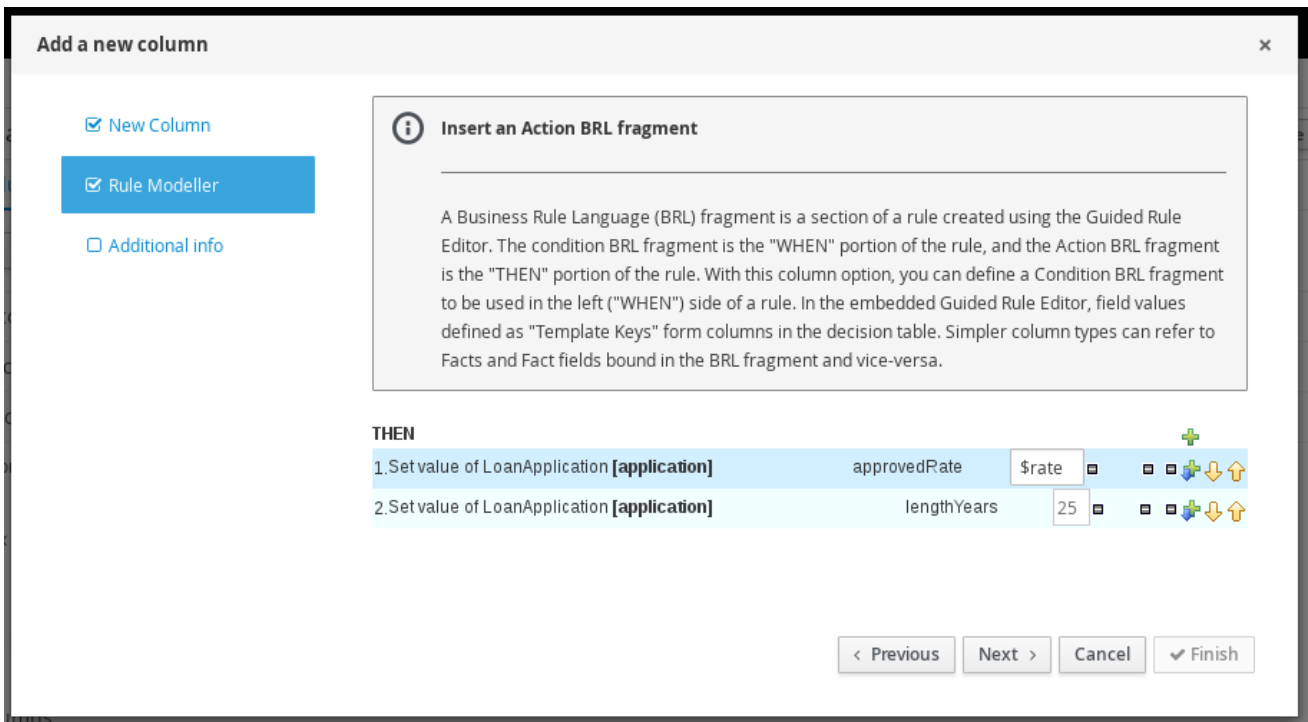 Add a new column
×
New Column
Rule Modeller
Additional info
Insert an Action BRL fragment
A Business Rule Language (BRL) fragment is a section of a rule created using the Guided Rule
Editor. The condition BRL fragment is the "WHEN" portion of the rule, and the Action BRL fragment
is the "THEN" portion of the rule. With this column option, you can define a Condition BRL fragment
to be used in the left ("WHEN") side of a rule. In the embedded Guided Rule Editor, field values
defined as "Template Keys" form columns in the decision table. Simpler column types can refer to
Facts and Fact fields bound in the BRL fragment and vice-versa.
THEN
1.Set value of LoanApplication [application] approvedRate $rate
2.Set value of LoanApplication [application] lengthYears 25
< Previous Next > Cancel Finish